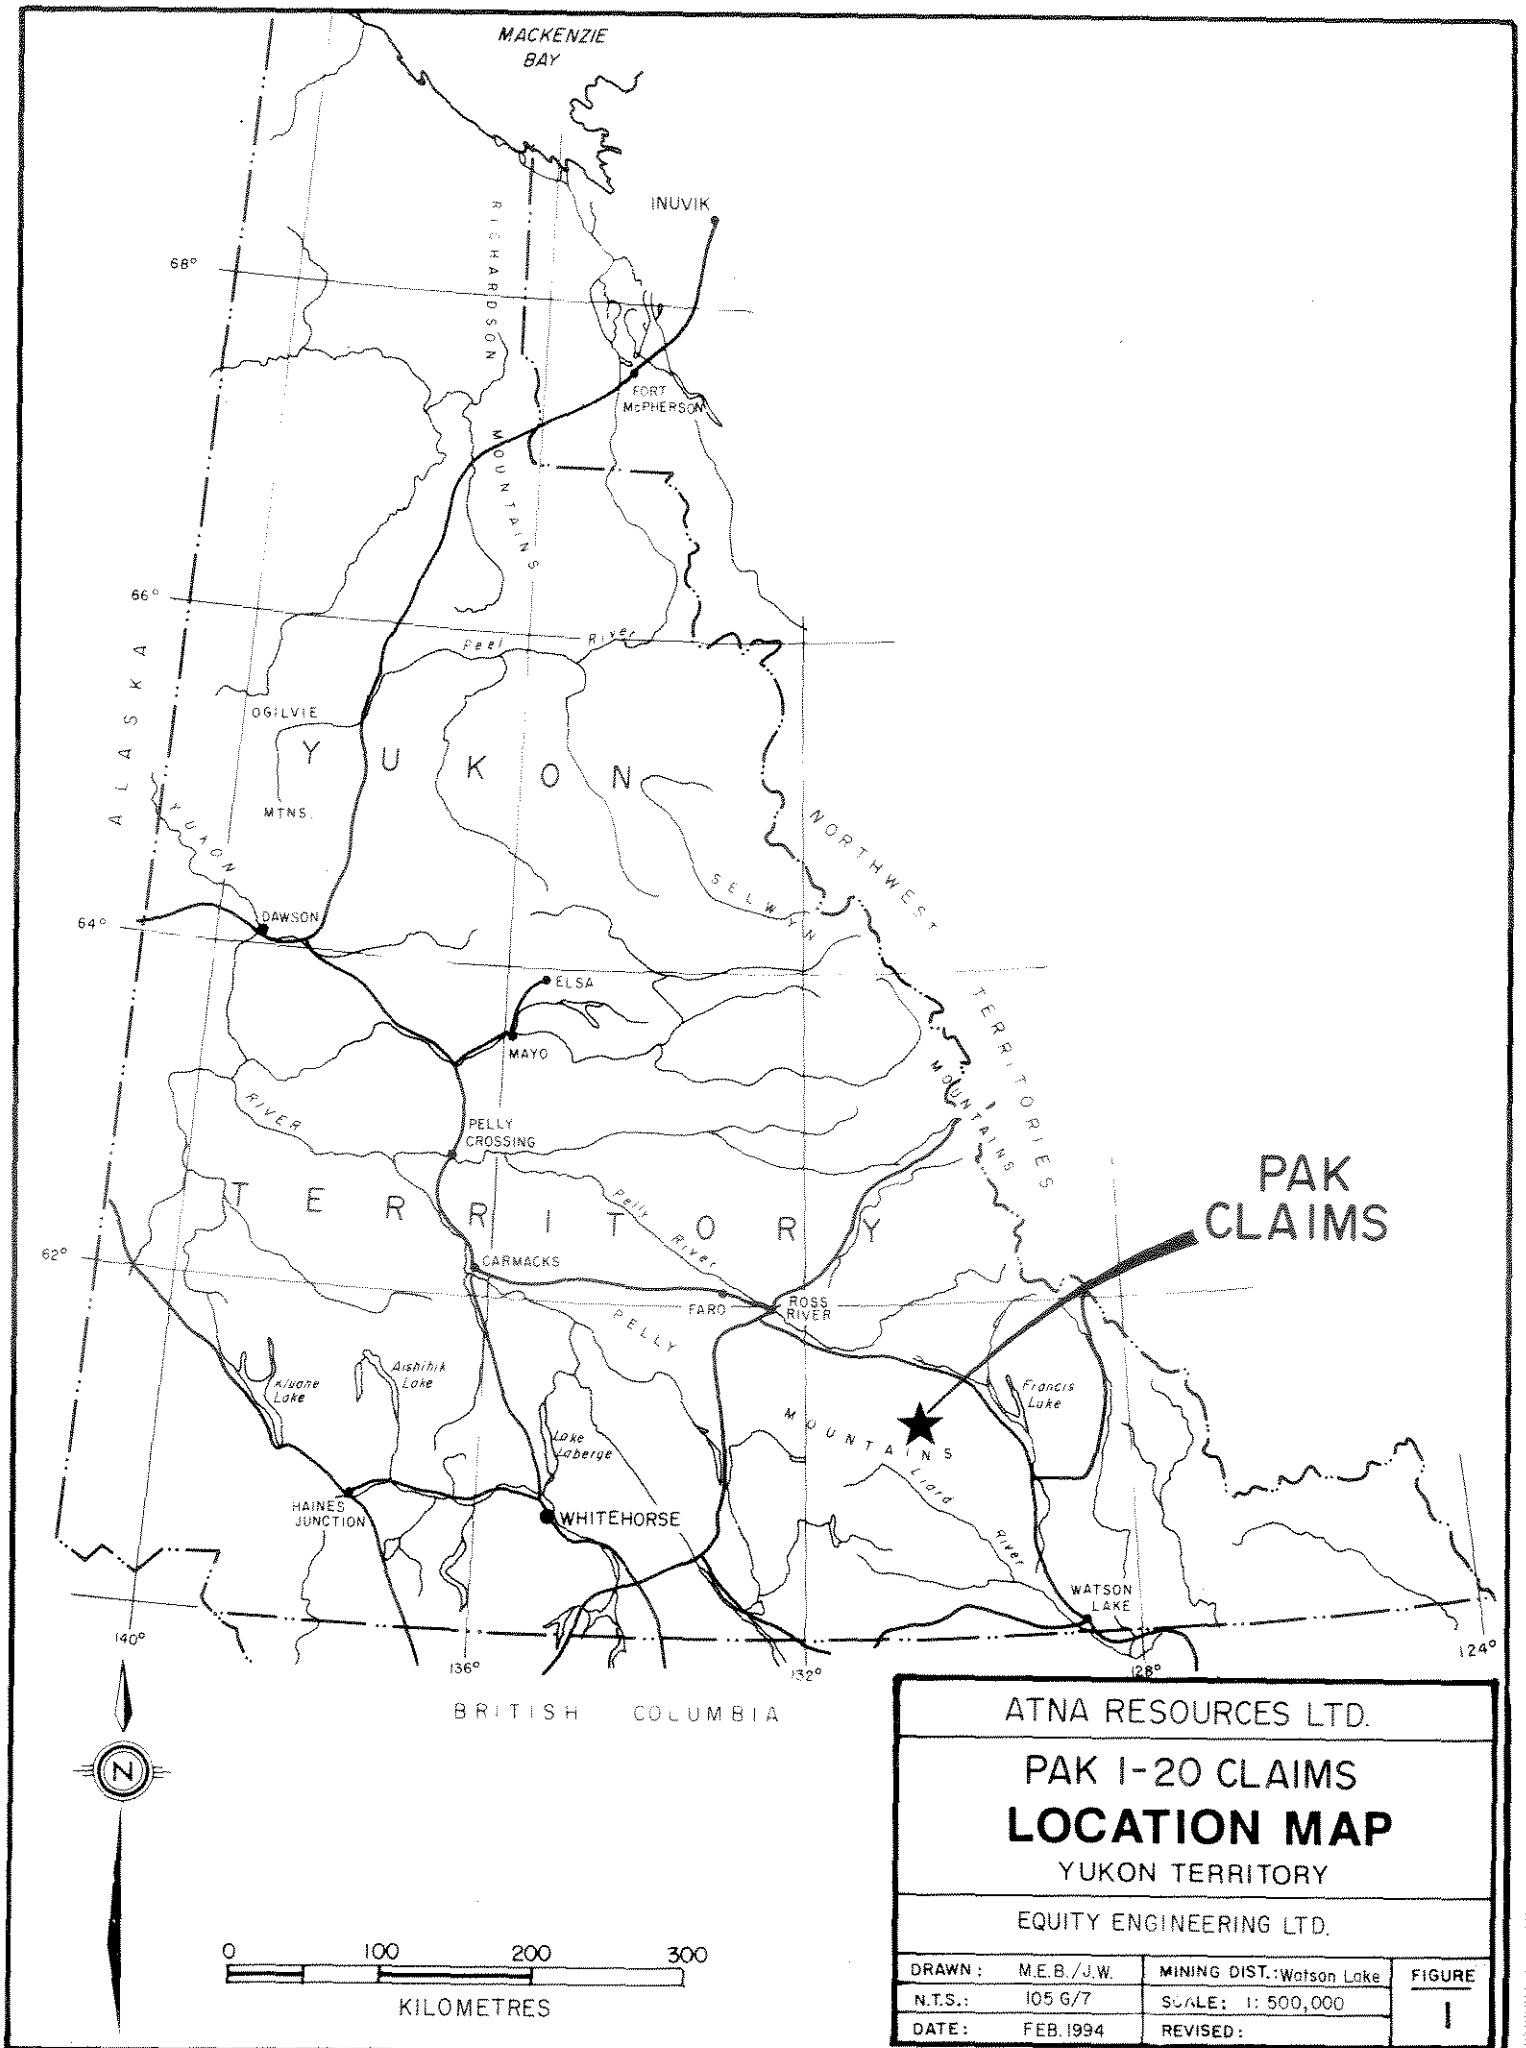 MACKENZIE
BAY
INUVIK
RICHARDSON
68°
FORT
McPHERSON
MOUNTAINS
66°
Peel River
ALASKA
OGILVIE
YUKON
MTNS.
YUKON
NORTHWEST
SELWYN
DAWSON
64°
ELSA
TERRITORIES
MAYO
MOUNTAINS
RIVER
PELLY
CROSSING
PAK
CLAIMS
TERRITORY
Pelly
River
62°
CARMACKS
FARO
ROSS
RIVER
PELLY
Kluane
Lake
Aishihik
Lake
Francis
Lake
MOUNTAINS
Lake
Laberge
Liard
River
HAINES
JUNCTION
WHITEHORSE
WATSON
LAKE
140°
136°
132°
128°
124°
BRITISH COLUMBIA
N
0 100 200 300
KILOMETRES
ATNA RESOURCES LTD.
PAK 1-20 CLAIMS
LOCATION MAP
YUKON TERRITORY
EQUITY ENGINEERING LTD.
DRAWN: M.E.B./J.W. MINING DIST.: Watson Lake FIGURE
N.T.S.: 105 G/7 SCALE: 1: 500,000 1
DATE: FEB. 1994 REVISED: